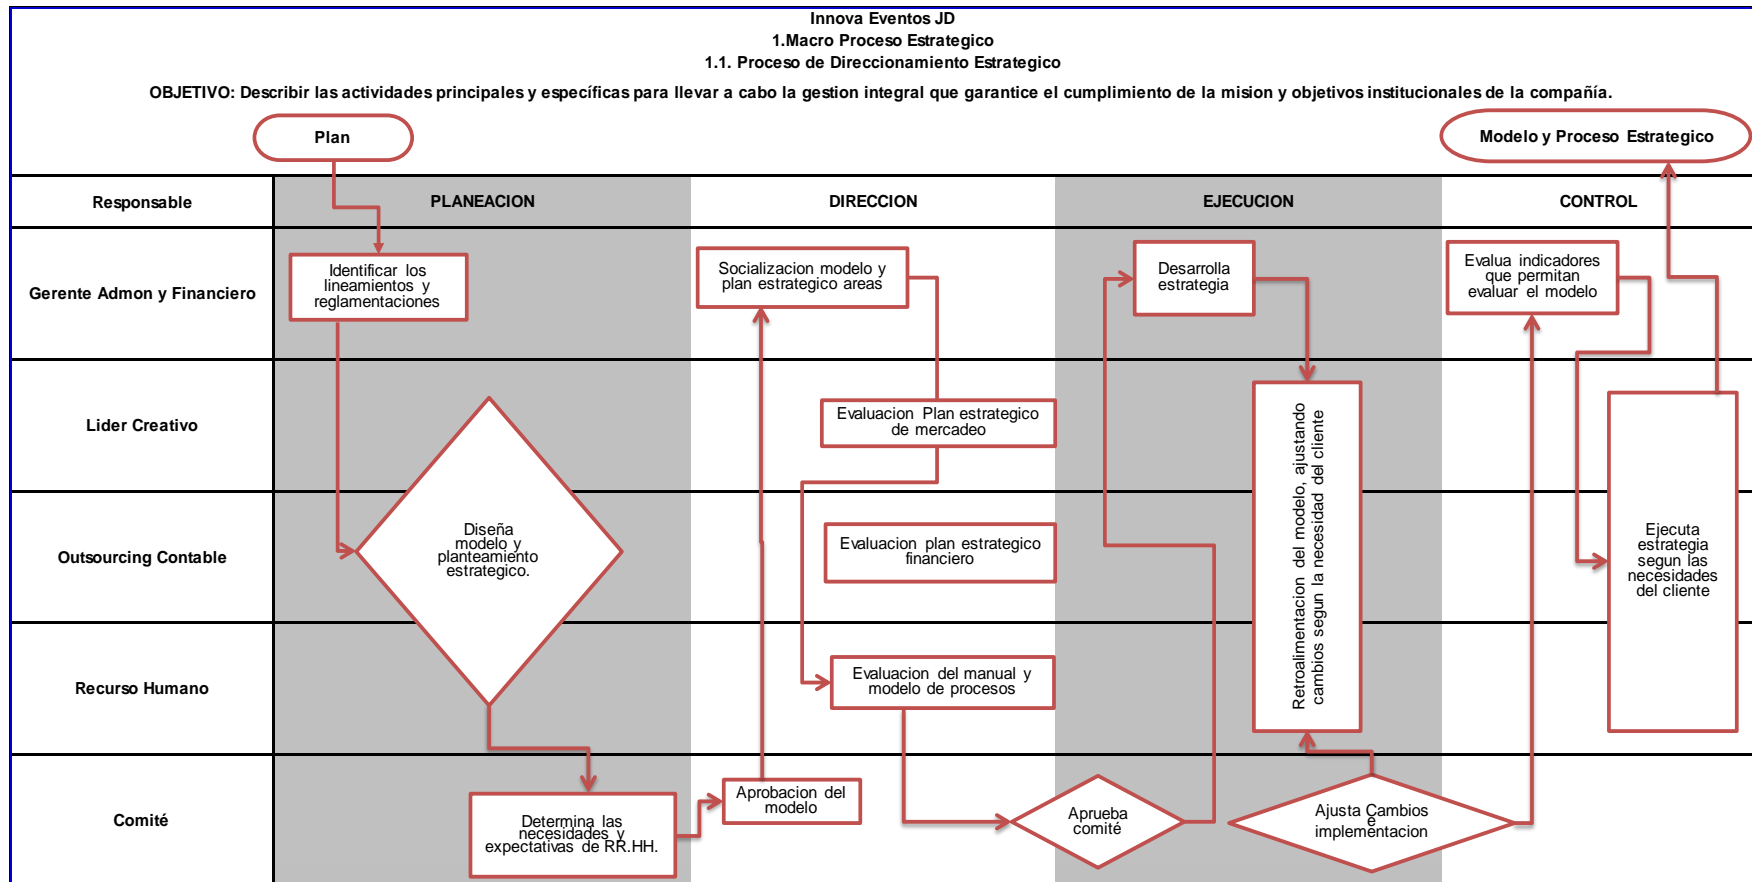 Innova Eventos JD
1.Macro Proceso Estrategico
1.1. Proceso de Direccionamiento Estrategico
OBJETIVO: Describir las actividades principales y específicas para llevar a cabo la gestion integral que garantice el cumplimiento de la mision y objetivos institucionales de la compañía.
Plan
Modelo y Proceso Estrategico
Responsable
PLANEACION
DIRECCION
EJECUCION
CONTROL
Gerente Admon y Financiero
Identificar los
lineamientos y
reglamentaciones
Socializacion modelo y
plan estrategico areas
Desarrolla
estrategia
Evalua indicadores
que permitan
evaluar el modelo
Lider Creativo
Evaluacion Plan estrategico
de mercadeo
Retroalimentacion del modelo, ajustando
cambios segun la necesidad del cliente
Outsourcing Contable
Diseña
modelo y
planteamiento
estrategico.
Evaluacion plan estrategico
financiero
Ejecuta
estrategia
segun las
necesidades
del cliente
Recurso Humano
Evaluacion del manual y
modelo de procesos
Comité
Determina las
necesidades y
expectativas de RR.HH.
Aprobacion del
modelo
Aprueba
comité
Ajusta Cambios
e
implementacion